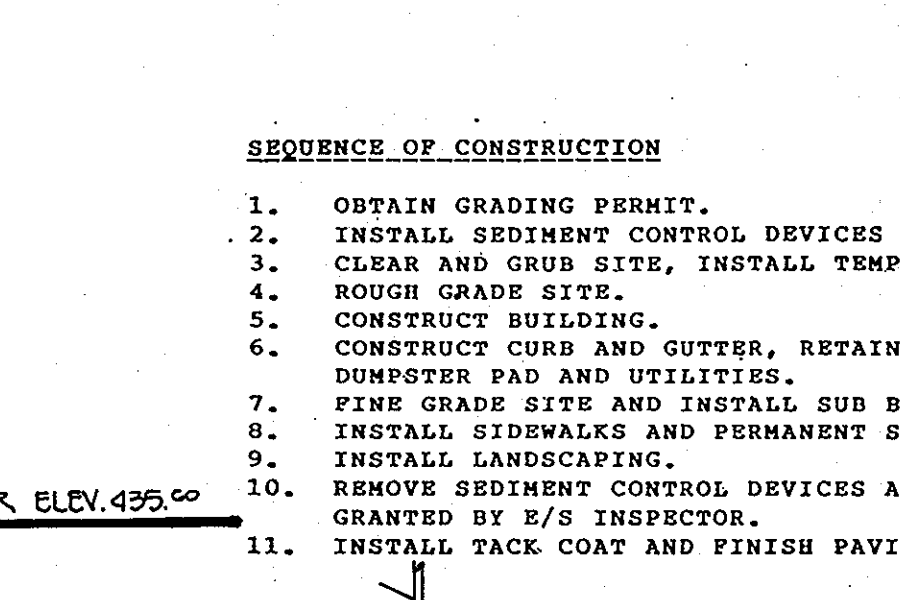 SEQUENCE OF CONSTRUCTION
1. OBTAIN GRADING PERMIT.
2. INSTALL SEDIMENT CONTROL DEVICES
3. CLEAR AND GRUB SITE, INSTALL TEMP
4. ROUGH GRADE SITE.
5. CONSTRUCT BUILDING.
6. CONSTRUCT CURB AND GUTTER, RETAIN
DUMPSTER PAD AND UTILITIES.
7. FINE GRADE SITE AND INSTALL SUB B
8. INSTALL SIDEWALKS AND PERMANENT S
9. INSTALL LANDSCAPING.
R ELEV. 435.00
10. REMOVE SEDIMENT CONTROL DEVICES A
GRANTED BY E/S INSPECTOR.
11. INSTALL TACK COAT AND FINISH PAVI